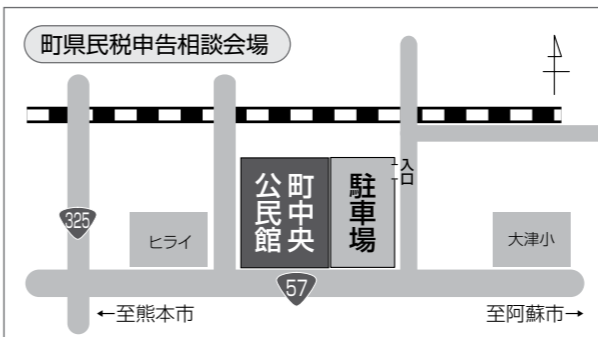 町県民税申告相談会場
325
ヒライ
町中央
公民館
駐車場
入口
大津小
57
←至熊本市
至阿蘇市→